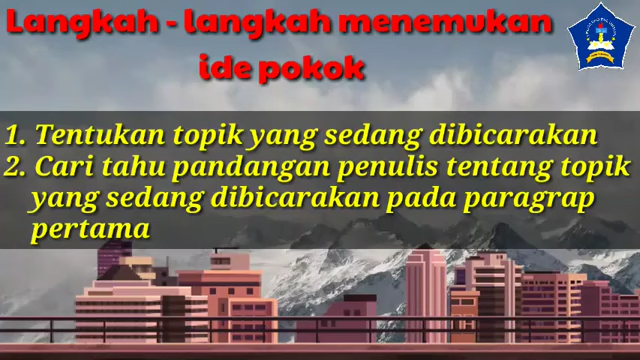 Langkah - langkah menemukan
ide pokok
1. Tentukan topik yang sedang dibicarakan
2. Cari tahu pandangan penulis tentang topik
yang sedang dibicarakan pada paragrap
pertama